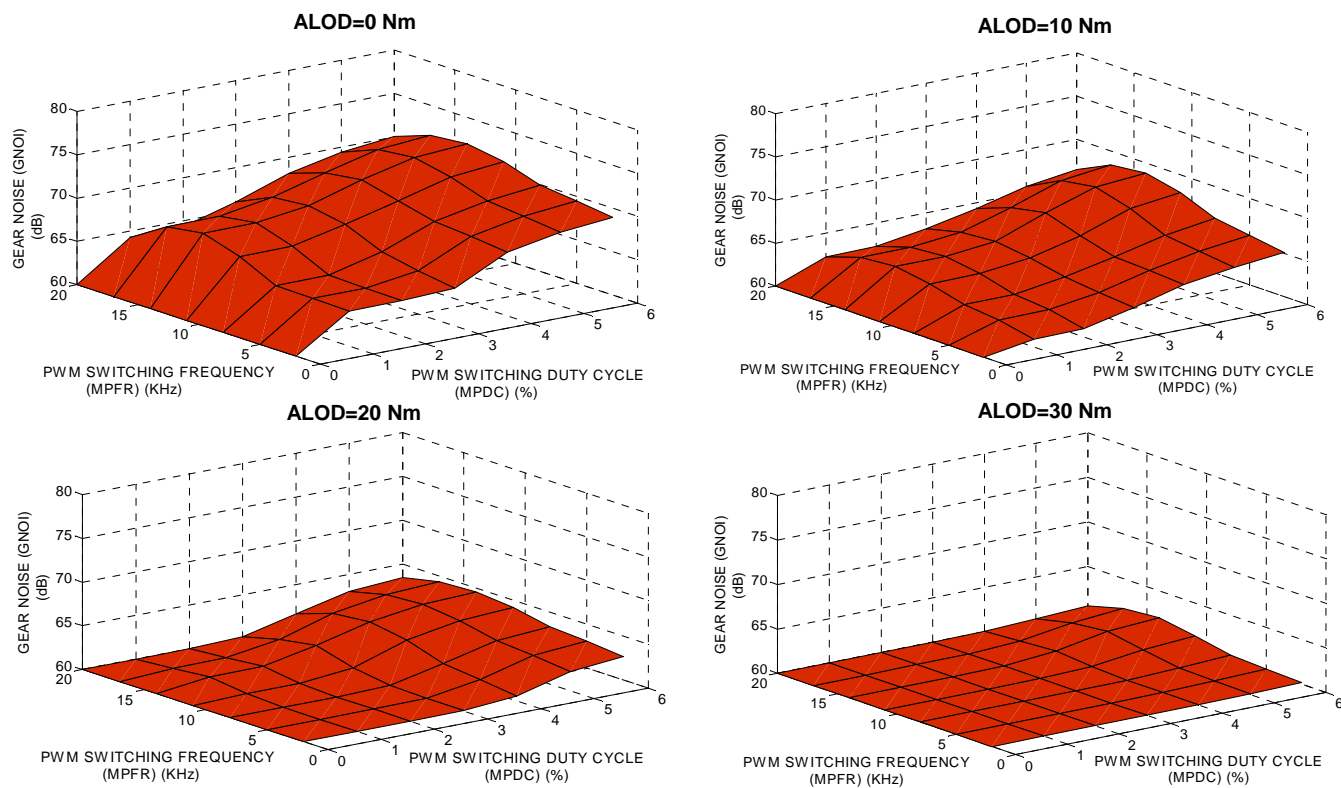 ALOD=0 Nm
80
75
70
65
60
GEAR NOISE (GNOI)
(dB)
20
15
10
5
0
PWM SWITCHING FREQUENCY
(MPFR) (KHz)
0
1
2
3
4
5
6
PWM SWITCHING DUTY CYCLE
(MPDC) (%)
ALOD=10 Nm
80
75
70
65
60
GEAR NOISE (GNOI)
(dB)
20
15
10
5
0
PWM SWITCHING FREQUENCY
(MPFR) (KHz)
0
1
2
3
4
5
6
PWM SWITCHING DUTY CYCLE
(MPDC) (%)
ALOD=20 Nm
80
75
70
65
60
GEAR NOISE (GNOI)
(dB)
20
15
10
5
0
PWM SWITCHING FREQUENCY
(MPFR) (KHz)
0
1
2
3
4
5
6
PWM SWITCHING DUTY CYCLE
(MPDC) (%)
ALOD=30 Nm
80
75
70
65
60
GEAR NOISE (GNOI)
(dB)
20
15
10
5
0
PWM SWITCHING FREQUENCY
(MPFR) (KHz)
0
1
2
3
4
5
6
PWM SWITCHING DUTY CYCLE
(MPDC) (%)